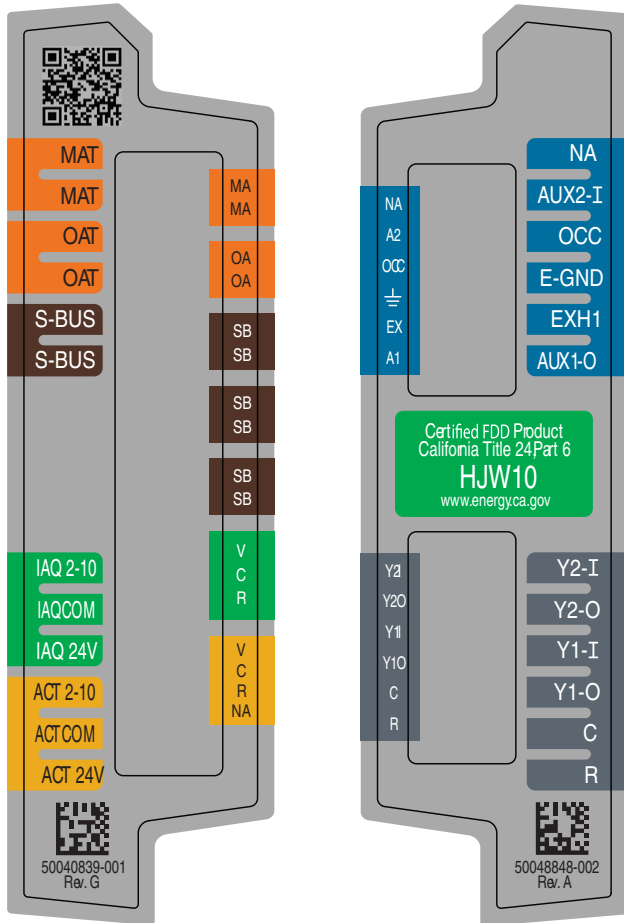 MAT
MAT
OAT
OAT
S-BUS
S-BUS
IAQ 2-10
IAQCOM
IAQ 24V
ACT 2-10
ACTCOM
ACT 24V
50040839-001
Rev. G
MA
MA
OA
OA
SB
SB
SB
SB
SB
SB
V
C
R
V
C
R
NA
NA
A2
OCC
EX
A1
NA
AUX2-I
OCC
E-GND
EXH1
AUX1-O
Certified FDD Product
California Title 24,Part 6
HJW10
www.energy.ca.gov
Y2I
Y2O
Y1I
Y1O
C
R
Y2-I
Y2-O
Y1-I
Y1-O
C
R
50048848-002
Rev. A